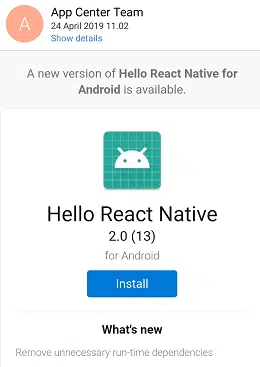 A
App Center Team
24 April 2019 11.02
Show details
A new version of Hello React Native for
Android is available.
Hello React Native
2.0 (13)
for Android
Install
What's new
Remove unnecessary run-time dependencies